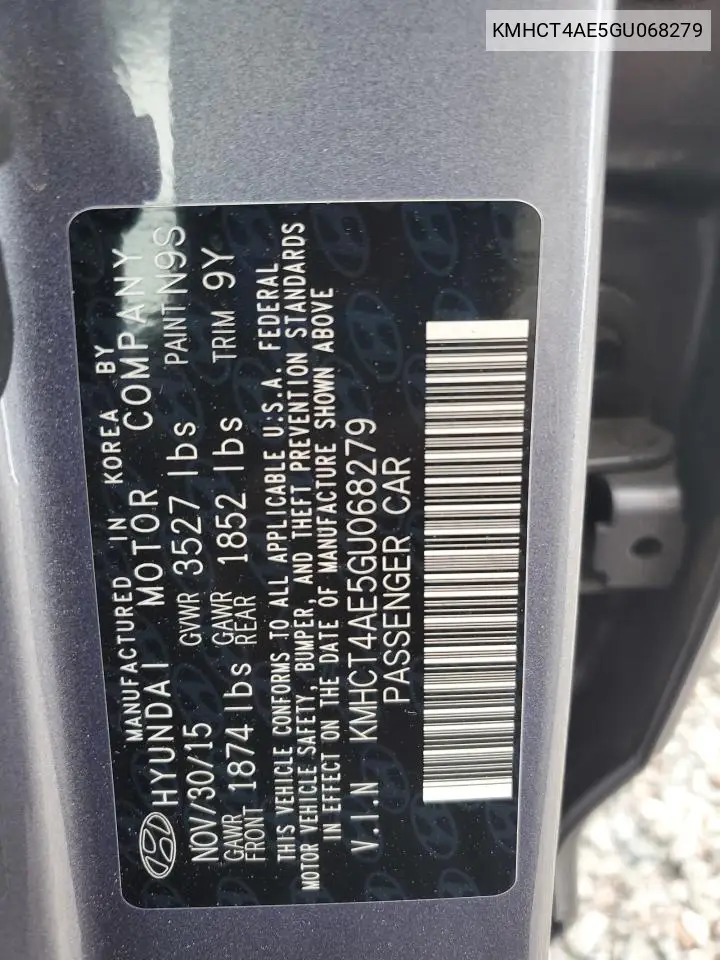 KMHCT4AE5GU068279
MANUFACTURED IN KOREA BY
HYUNDAI MOTOR COMPANY
NOV/30/15 GVWR 3527 lbs PAINT N9S
GAWR FRONT 1874 lbs GAWR REAR 1852 lbs TRIM 9Y
THIS VEHICLE CONFORMS TO ALL APPLICABLE U.S.A. FEDERAL
MOTOR VEHICLE SAFETY, BUMPER, AND THEFT PREVENTION STANDARDS
IN EFFECT ON THE DATE OF MANUFACTURE SHOWN ABOVE
V.I.N KMHCT4AE5GU068279
PASSENGER CAR